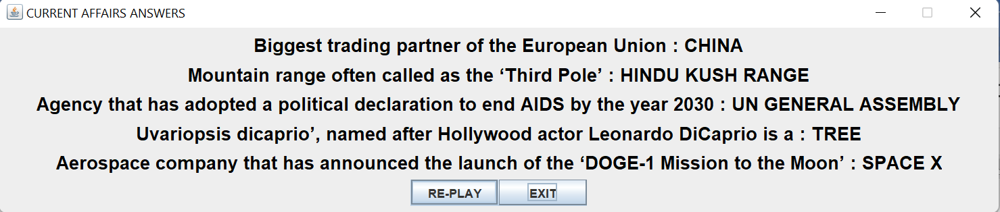 CURRENT AFFAIRS ANSWERS
Biggest trading partner of the European Union : CHINA
Mountain range often called as the ‘Third Pole’ : HINDU KUSH RANGE
Agency that has adopted a political declaration to end AIDS by the year 2030 : UN GENERAL ASSEMBLY
Uvariopsis dicaprio’, named after Hollywood actor Leonardo DiCaprio is a : TREE
Aerospace company that has announced the launch of the ‘DOGE-1 Mission to the Moon’ : SPACE X
RE-PLAY EXIT